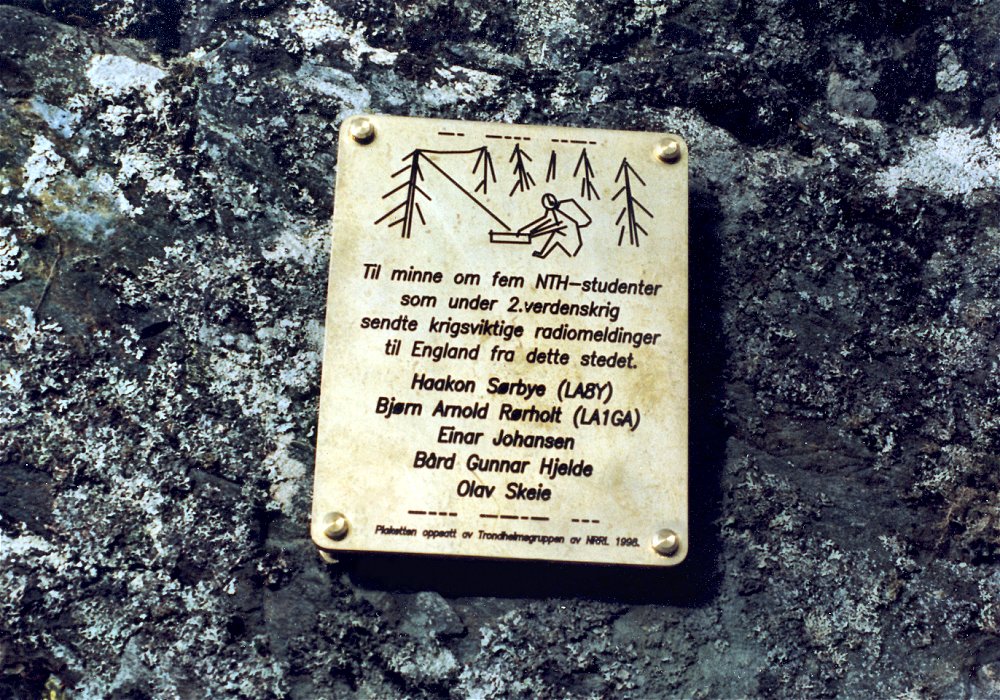 Til minne om fem NTH-studenter
som under 2.verdenskrig
sendte krigsviktige radiomeldinger
til England fra dette stedet.
Haakon Sørbye (LA8Y)
Bjørn Arnold Rørholt (LA1GA)
Einar Johansen
Bård Gunnar Hjelde
Olav Skeie
Plaketten oppsatt av Trondheimsgruppen av NRRL 1996.